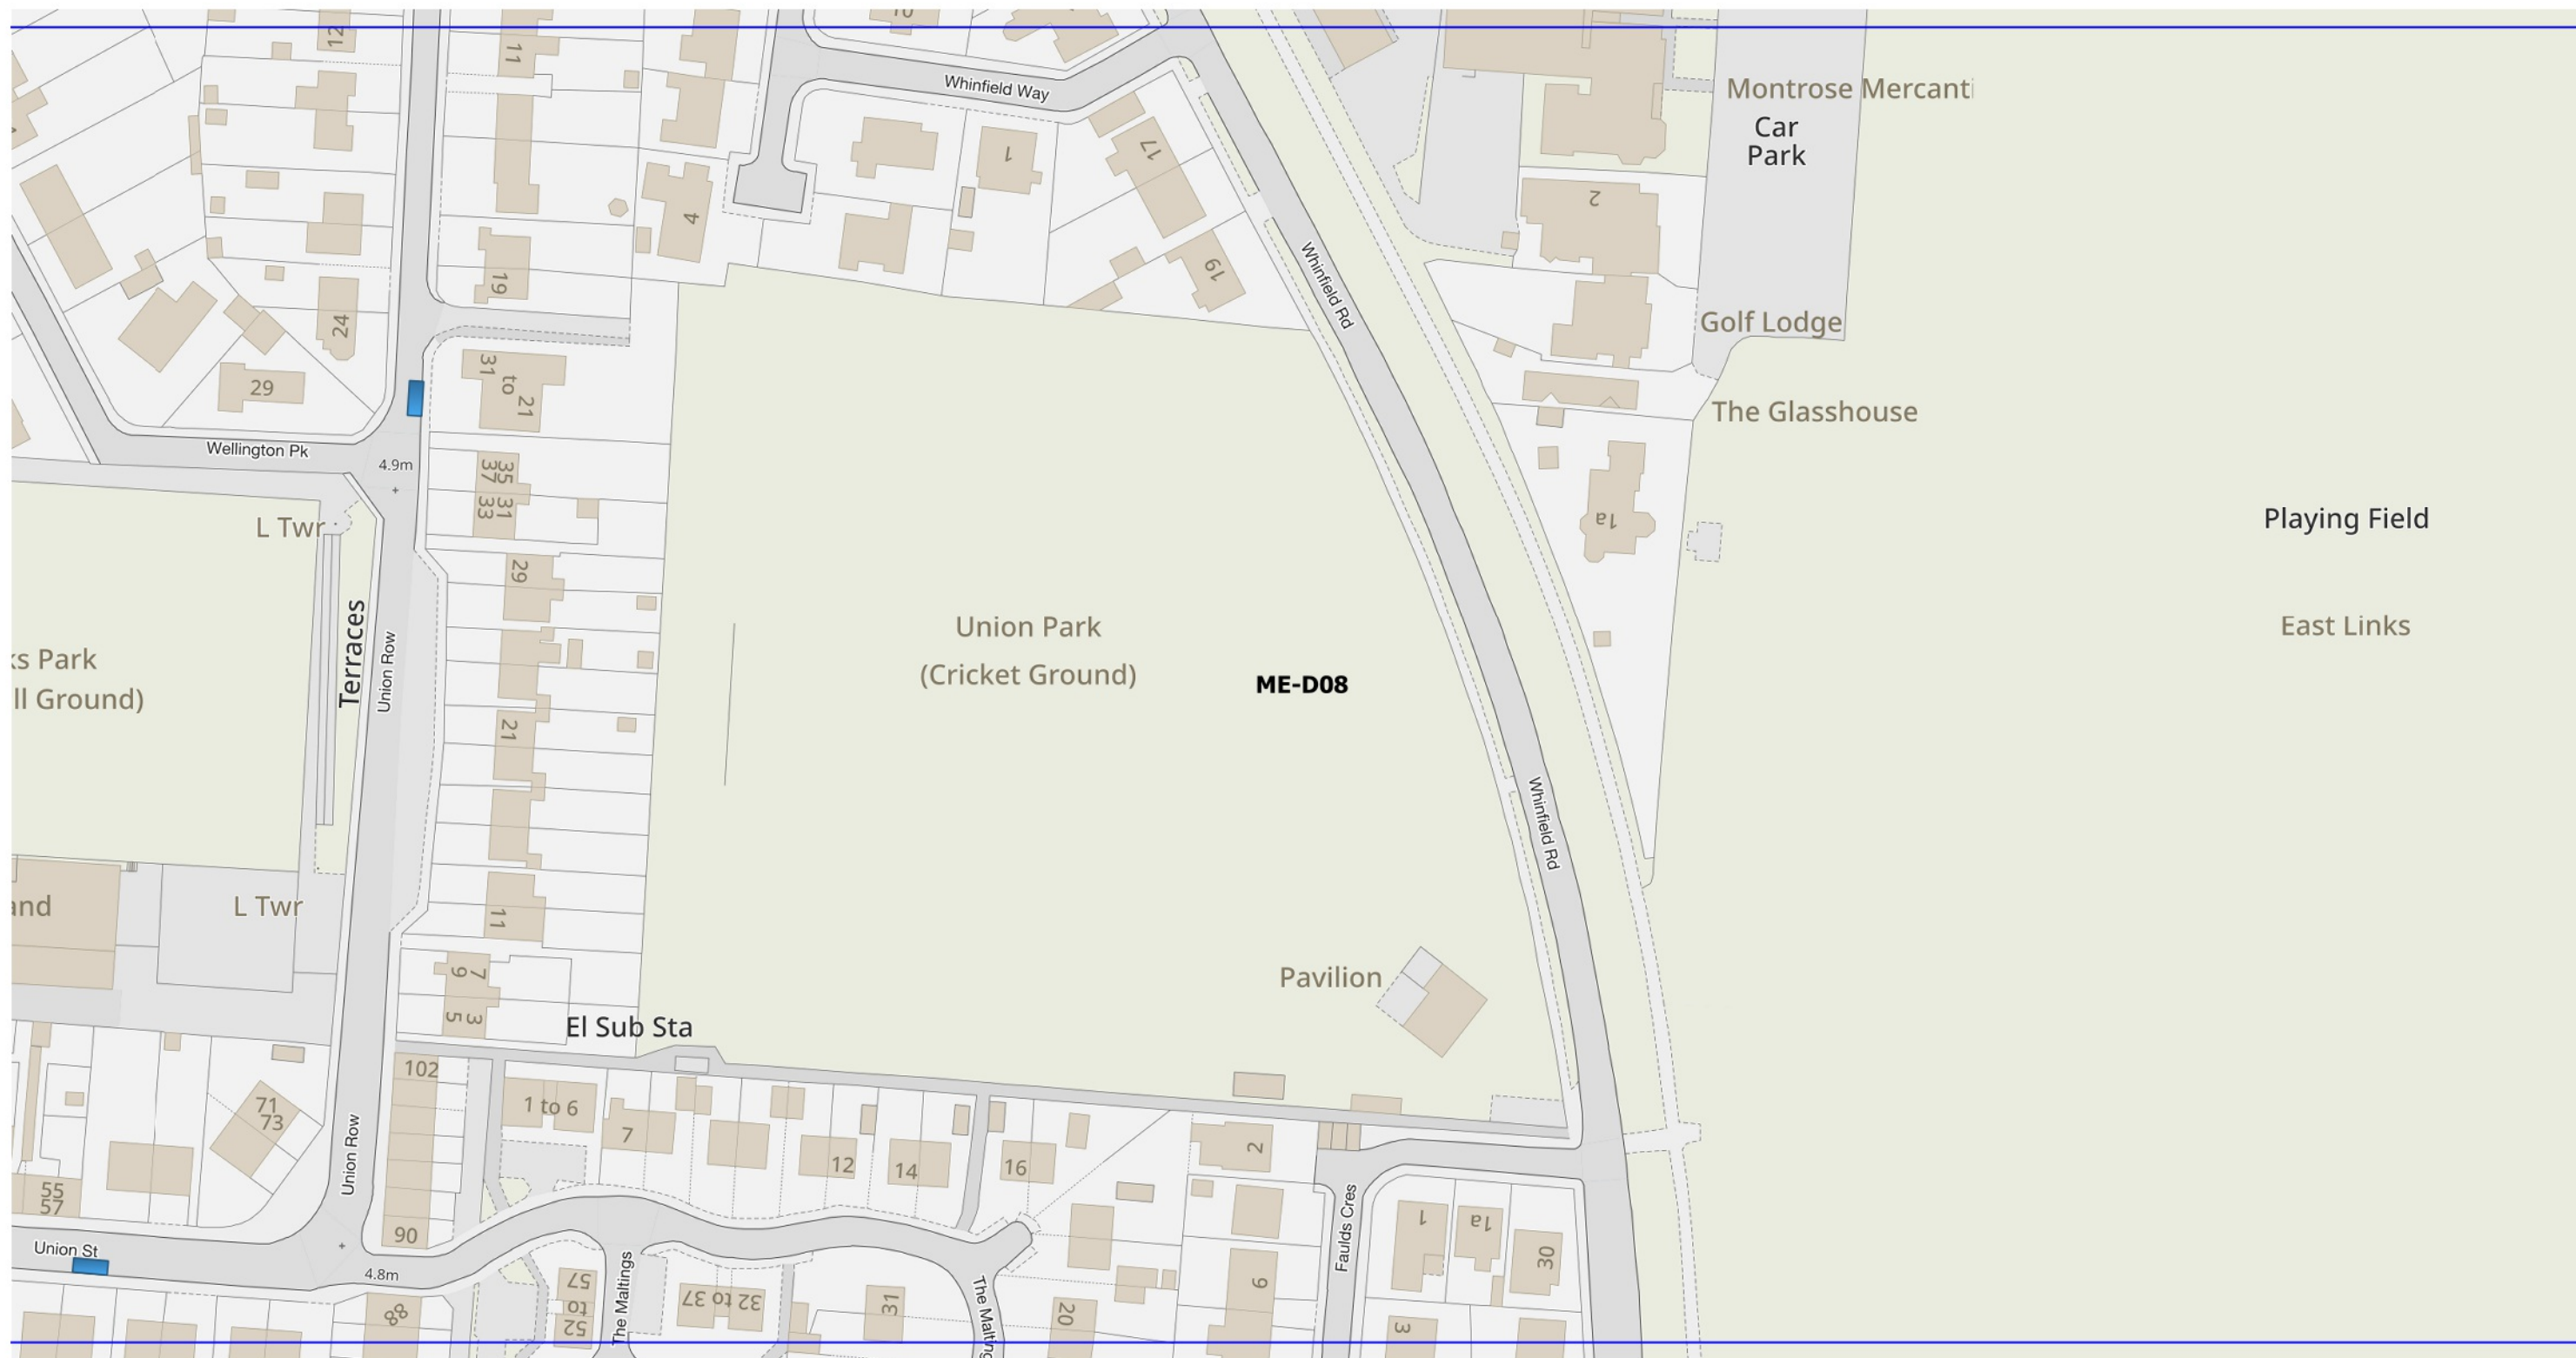 10
12
11
Whinfield Way
Montrose Mercanti
Car
Park
17
1
2
4
19
19
Whinfield Rd
24
Golf Lodge
31
to
21
29
The Glasshouse
Wellington Pk
4.9m
35
37
31
33
L Twr
1a
Playing Field
29
Terraces
Union Row
Union Park
(Cricket Ground)
East Links
ks Park
ll Ground)
ME-D08
21
Whinfield Rd
and
L Twr
11
7
9
Pavilion
3
5
El Sub Sta
102
1 to 6
71
73
7
12
14
16
2
Union Row
55
57
90
Union St
4.8m
Faulds Cres
1
1a
30
The Maltings
57
to
52
32 to 37
31
The Maltings
20
9
88
3